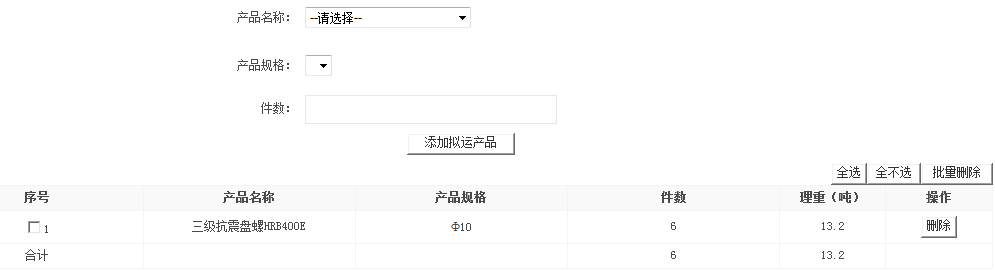 产品名称： --请选择--
产品规格：
件数：
添加拟运产品
全选 全不选 批量删除
序号 产品名称 产品规格 件数 理重（吨） 操作
1 三级抗震盘螺HRB400E Φ10 6 13.2 删除
合计 6 13.2